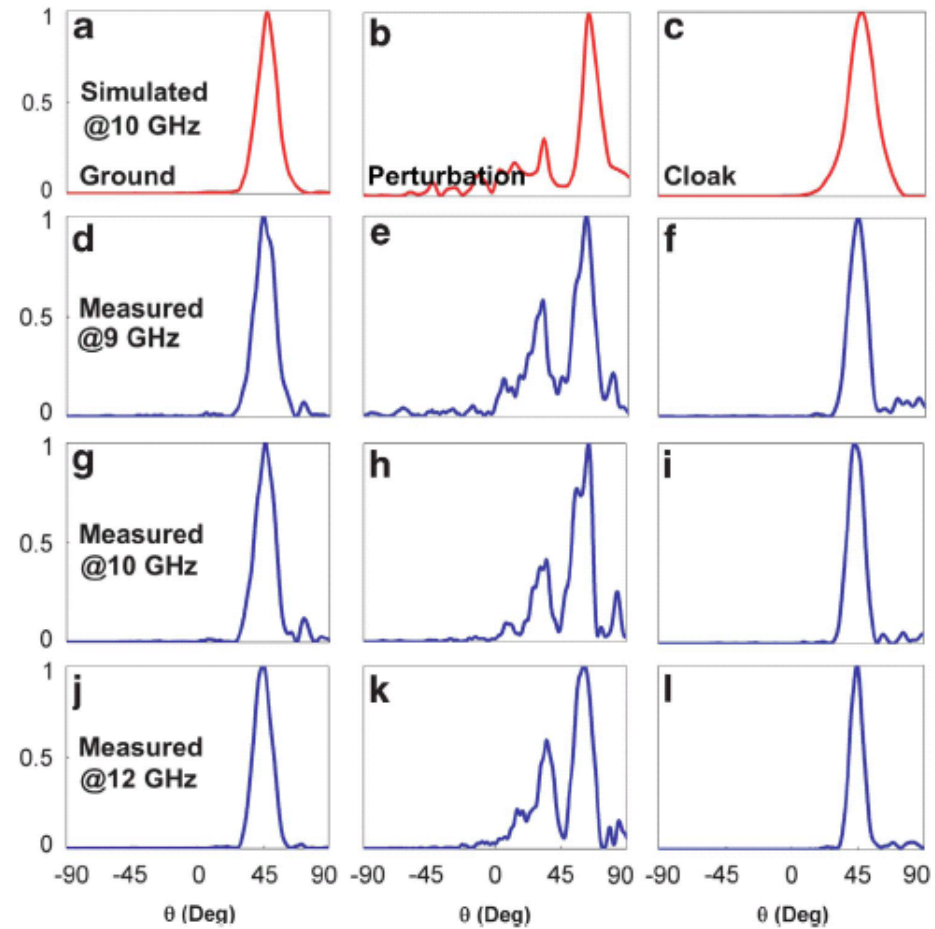 1
a
b
c
Simulated
@10 GHz
0.5
Ground
Perturbation
Cloak
0
1
d
e
f
Measured
@9 GHz
0.5
0
1
g
h
i
Measured
@10 GHz
0.5
0
1
j
k
l
Measured
@12 GHz
0.5
0
-90 -45 0 45 90 -90 -45 0 45 90 -90 -45 0 45 90
θ (Deg) θ (Deg) θ (Deg)